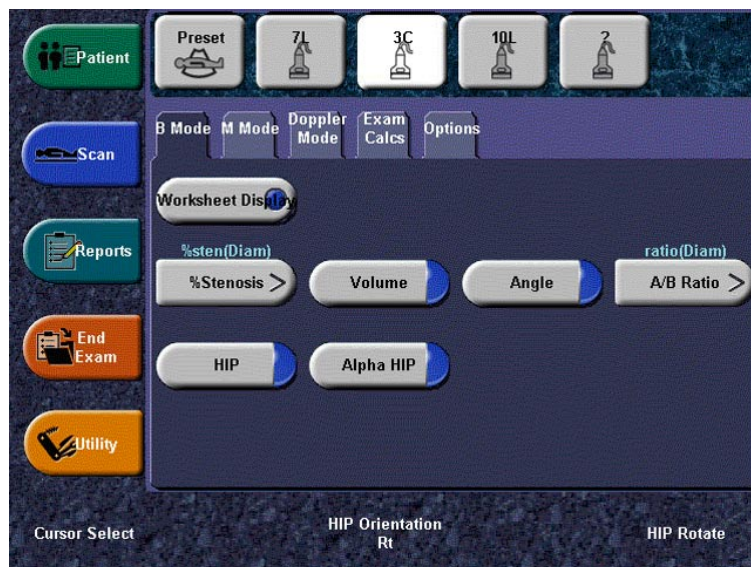 Patient
Preset
7L
3C
10L
?
B Mode
M Mode
Doppler
Mode
Exam
Calcs
Options
Scan
Worksheet Display
Reports
%sten(Diam)
ratio(Diam)
%Stenosis >
Volume
Angle
A/B Ratio >
End
Exam
HIP
Alpha HIP
Utility
Cursor Select
HIP Orientation
Rt
HIP Rotate